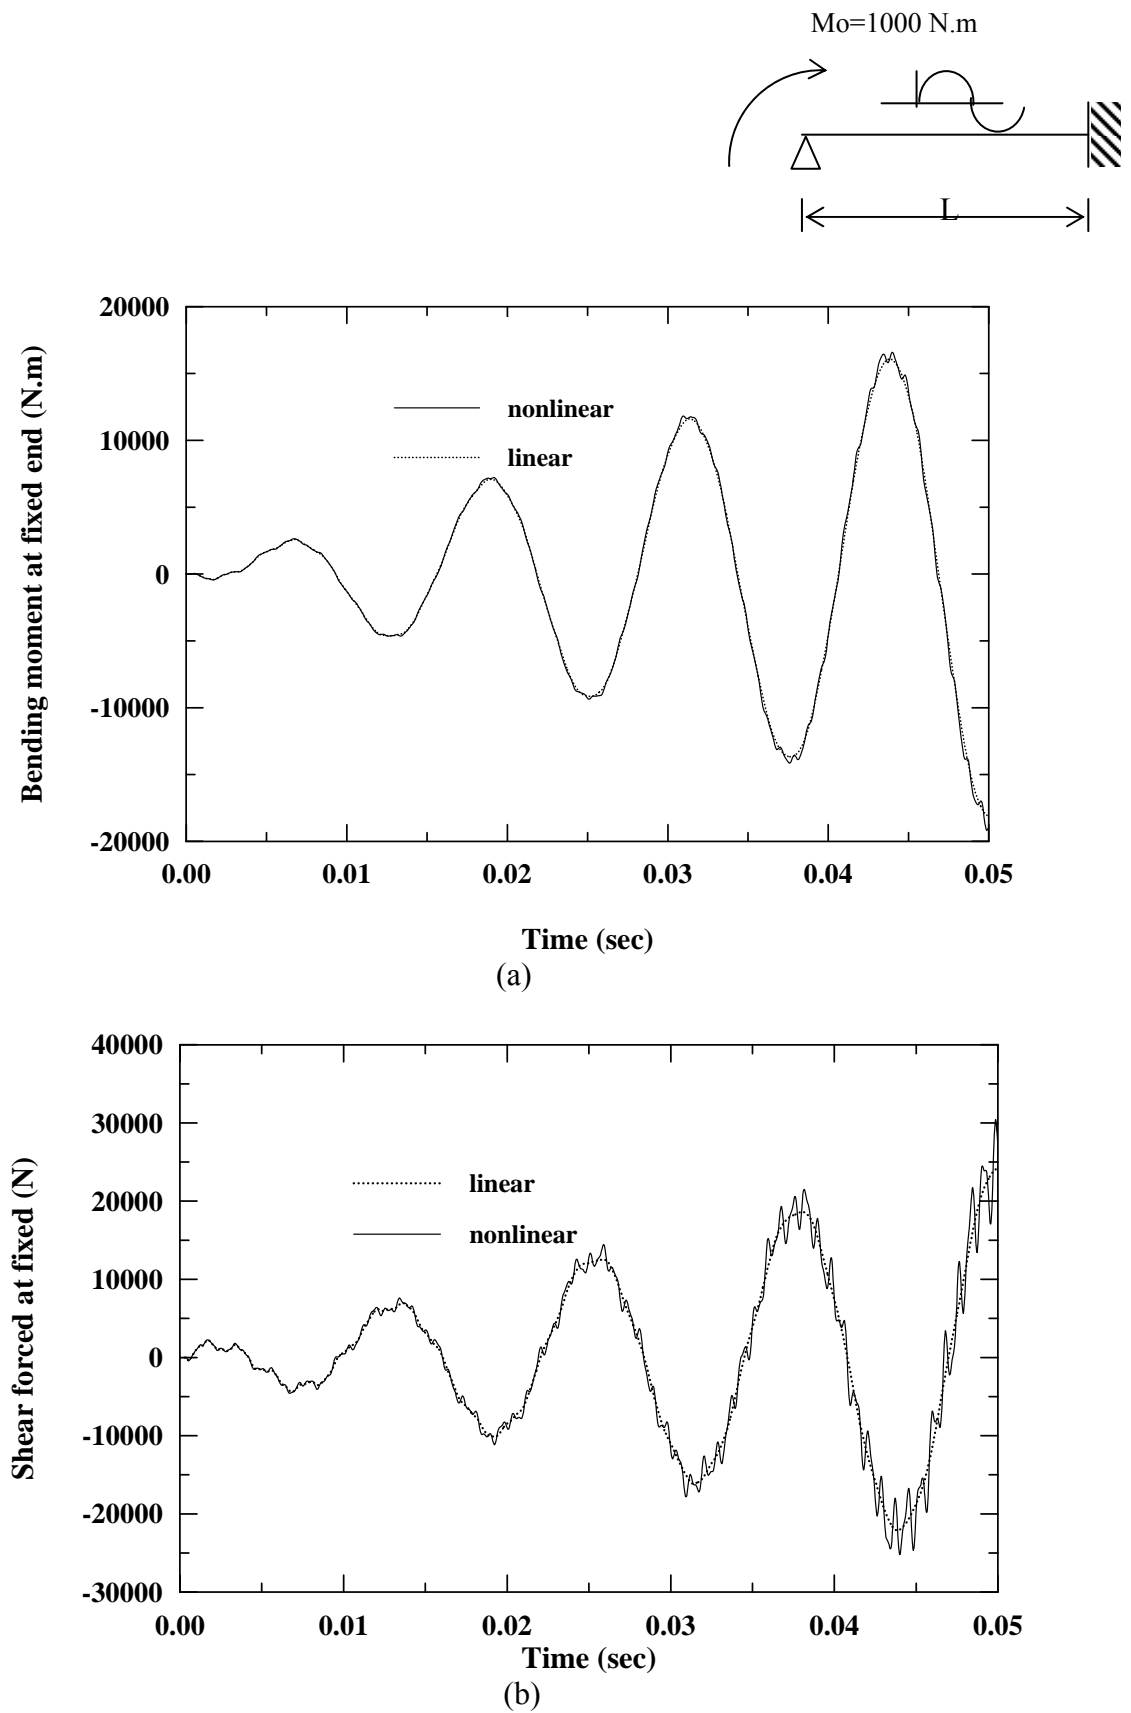 Mo=1000 N.m
L
20000
10000
0
-10000
-20000
Bending moment at fixed end (N.m)
nonlinear
linear
0.00 0.01 0.02 0.03 0.04 0.05
Time (sec)
(a)
40000
30000
20000
10000
0
-10000
-20000
-30000
Shear forced at fixed (N)
linear
nonlinear
0.00 0.01 0.02 0.03 0.04 0.05
Time (sec)
(b)